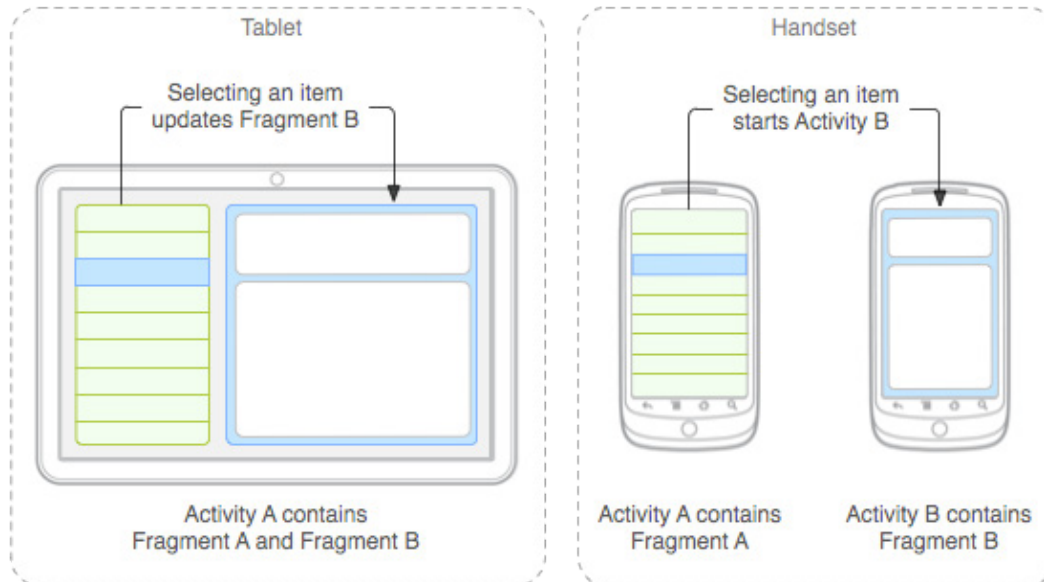 Tablet
Selecting an item
updates Fragment B
Activity A contains
Fragment A and Fragment B
Handset
Selecting an item
starts Activity B
Activity A contains
Fragment A
Activity B contains
Fragment B